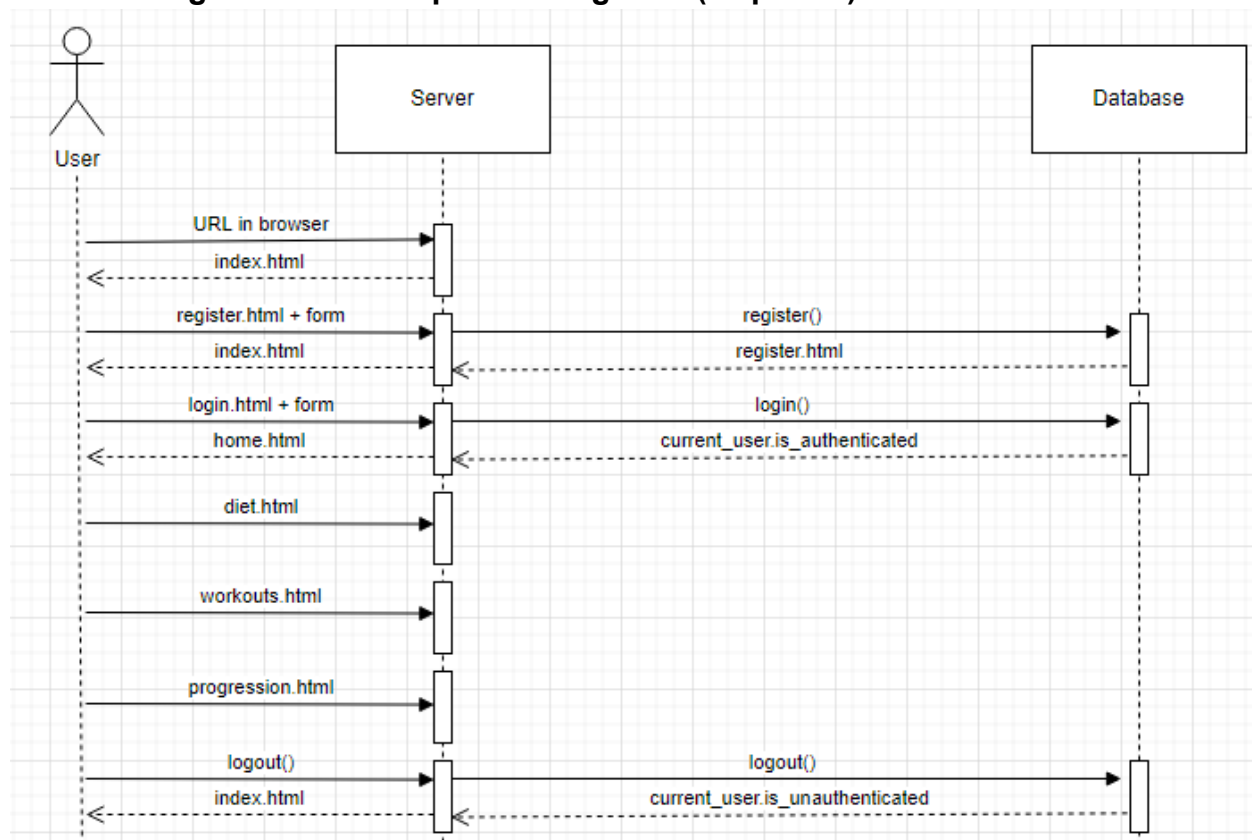 Server
Database
User
URL in browser
index.html
register.html + form
register()
index.html
register.html
login.html + form
login()
home.html
current_user.is_authenticated
diet.html
workouts.html
progression.html
logout()
logout()
index.html
current_user.is_unauthenticated